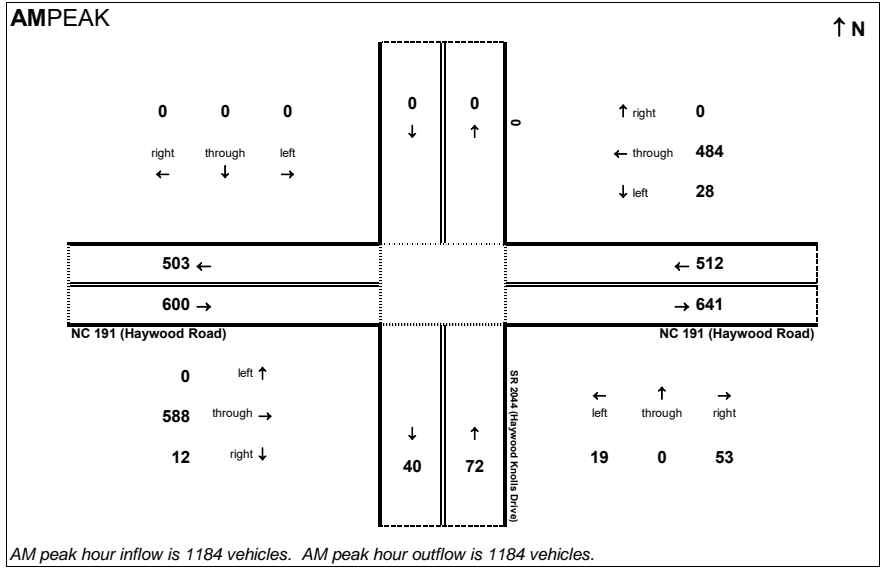 AMPEAK
↑ N
0 0 0
right through left
← ↓ →
0 0
↓ ↑
0
↑ right 0
← through 484
↓ left 28
503 ←
← 512
600 →
→ 641
NC 191 (Haywood Road)
NC 191 (Haywood Road)
0 left ↑
588 through →
12 right ↓
↓ ↑
40 72
SR 2044 (Haywood Knolls Drive)
← ↑ →
left through right
19 0 53
AM peak hour inflow is 1184 vehicles. AM peak hour outflow is 1184 vehicles.